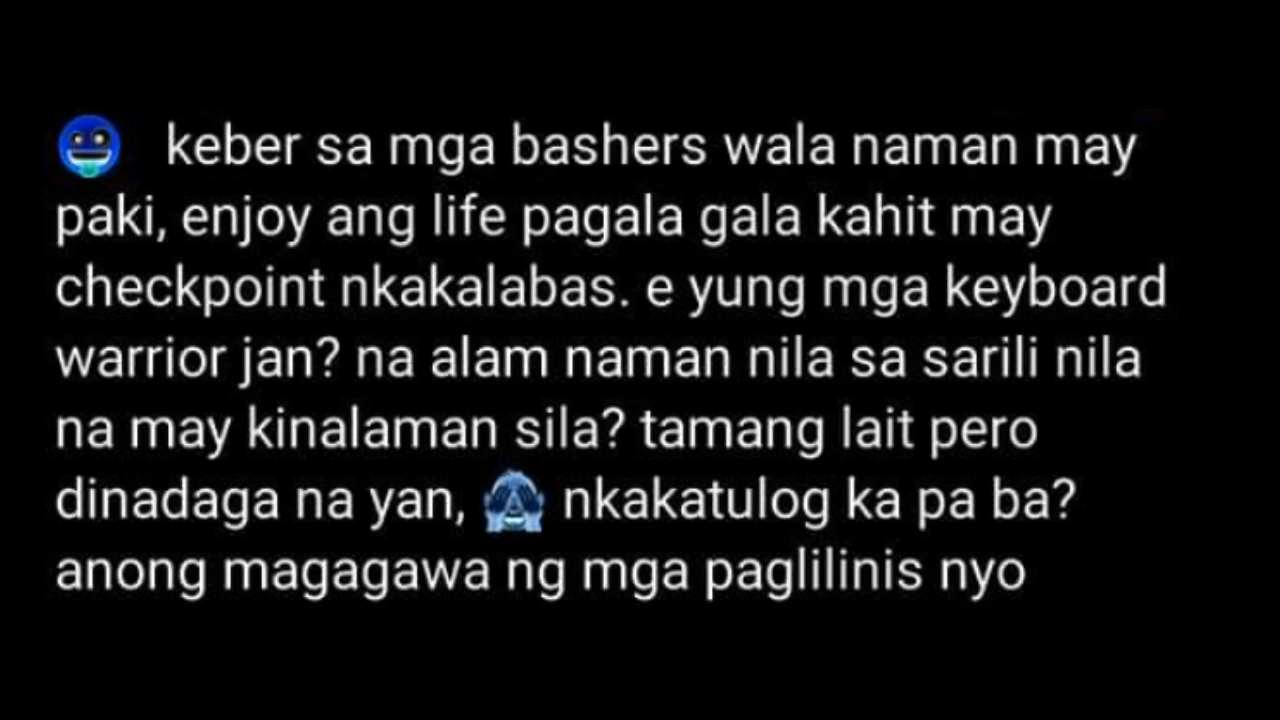 keber sa mga bashers wala naman may
paki, enjoy ang life pagala gala kahit may
checkpoint nkakalabas. e yung mga keyboard
warrior jan? na alam naman nila sa sarili nila
na may kinalaman sila? tamang lait pero
dinadaga na yan, 🙈 nkakatulog ka pa ba?
anong magagawa ng mga paglilinis nyo